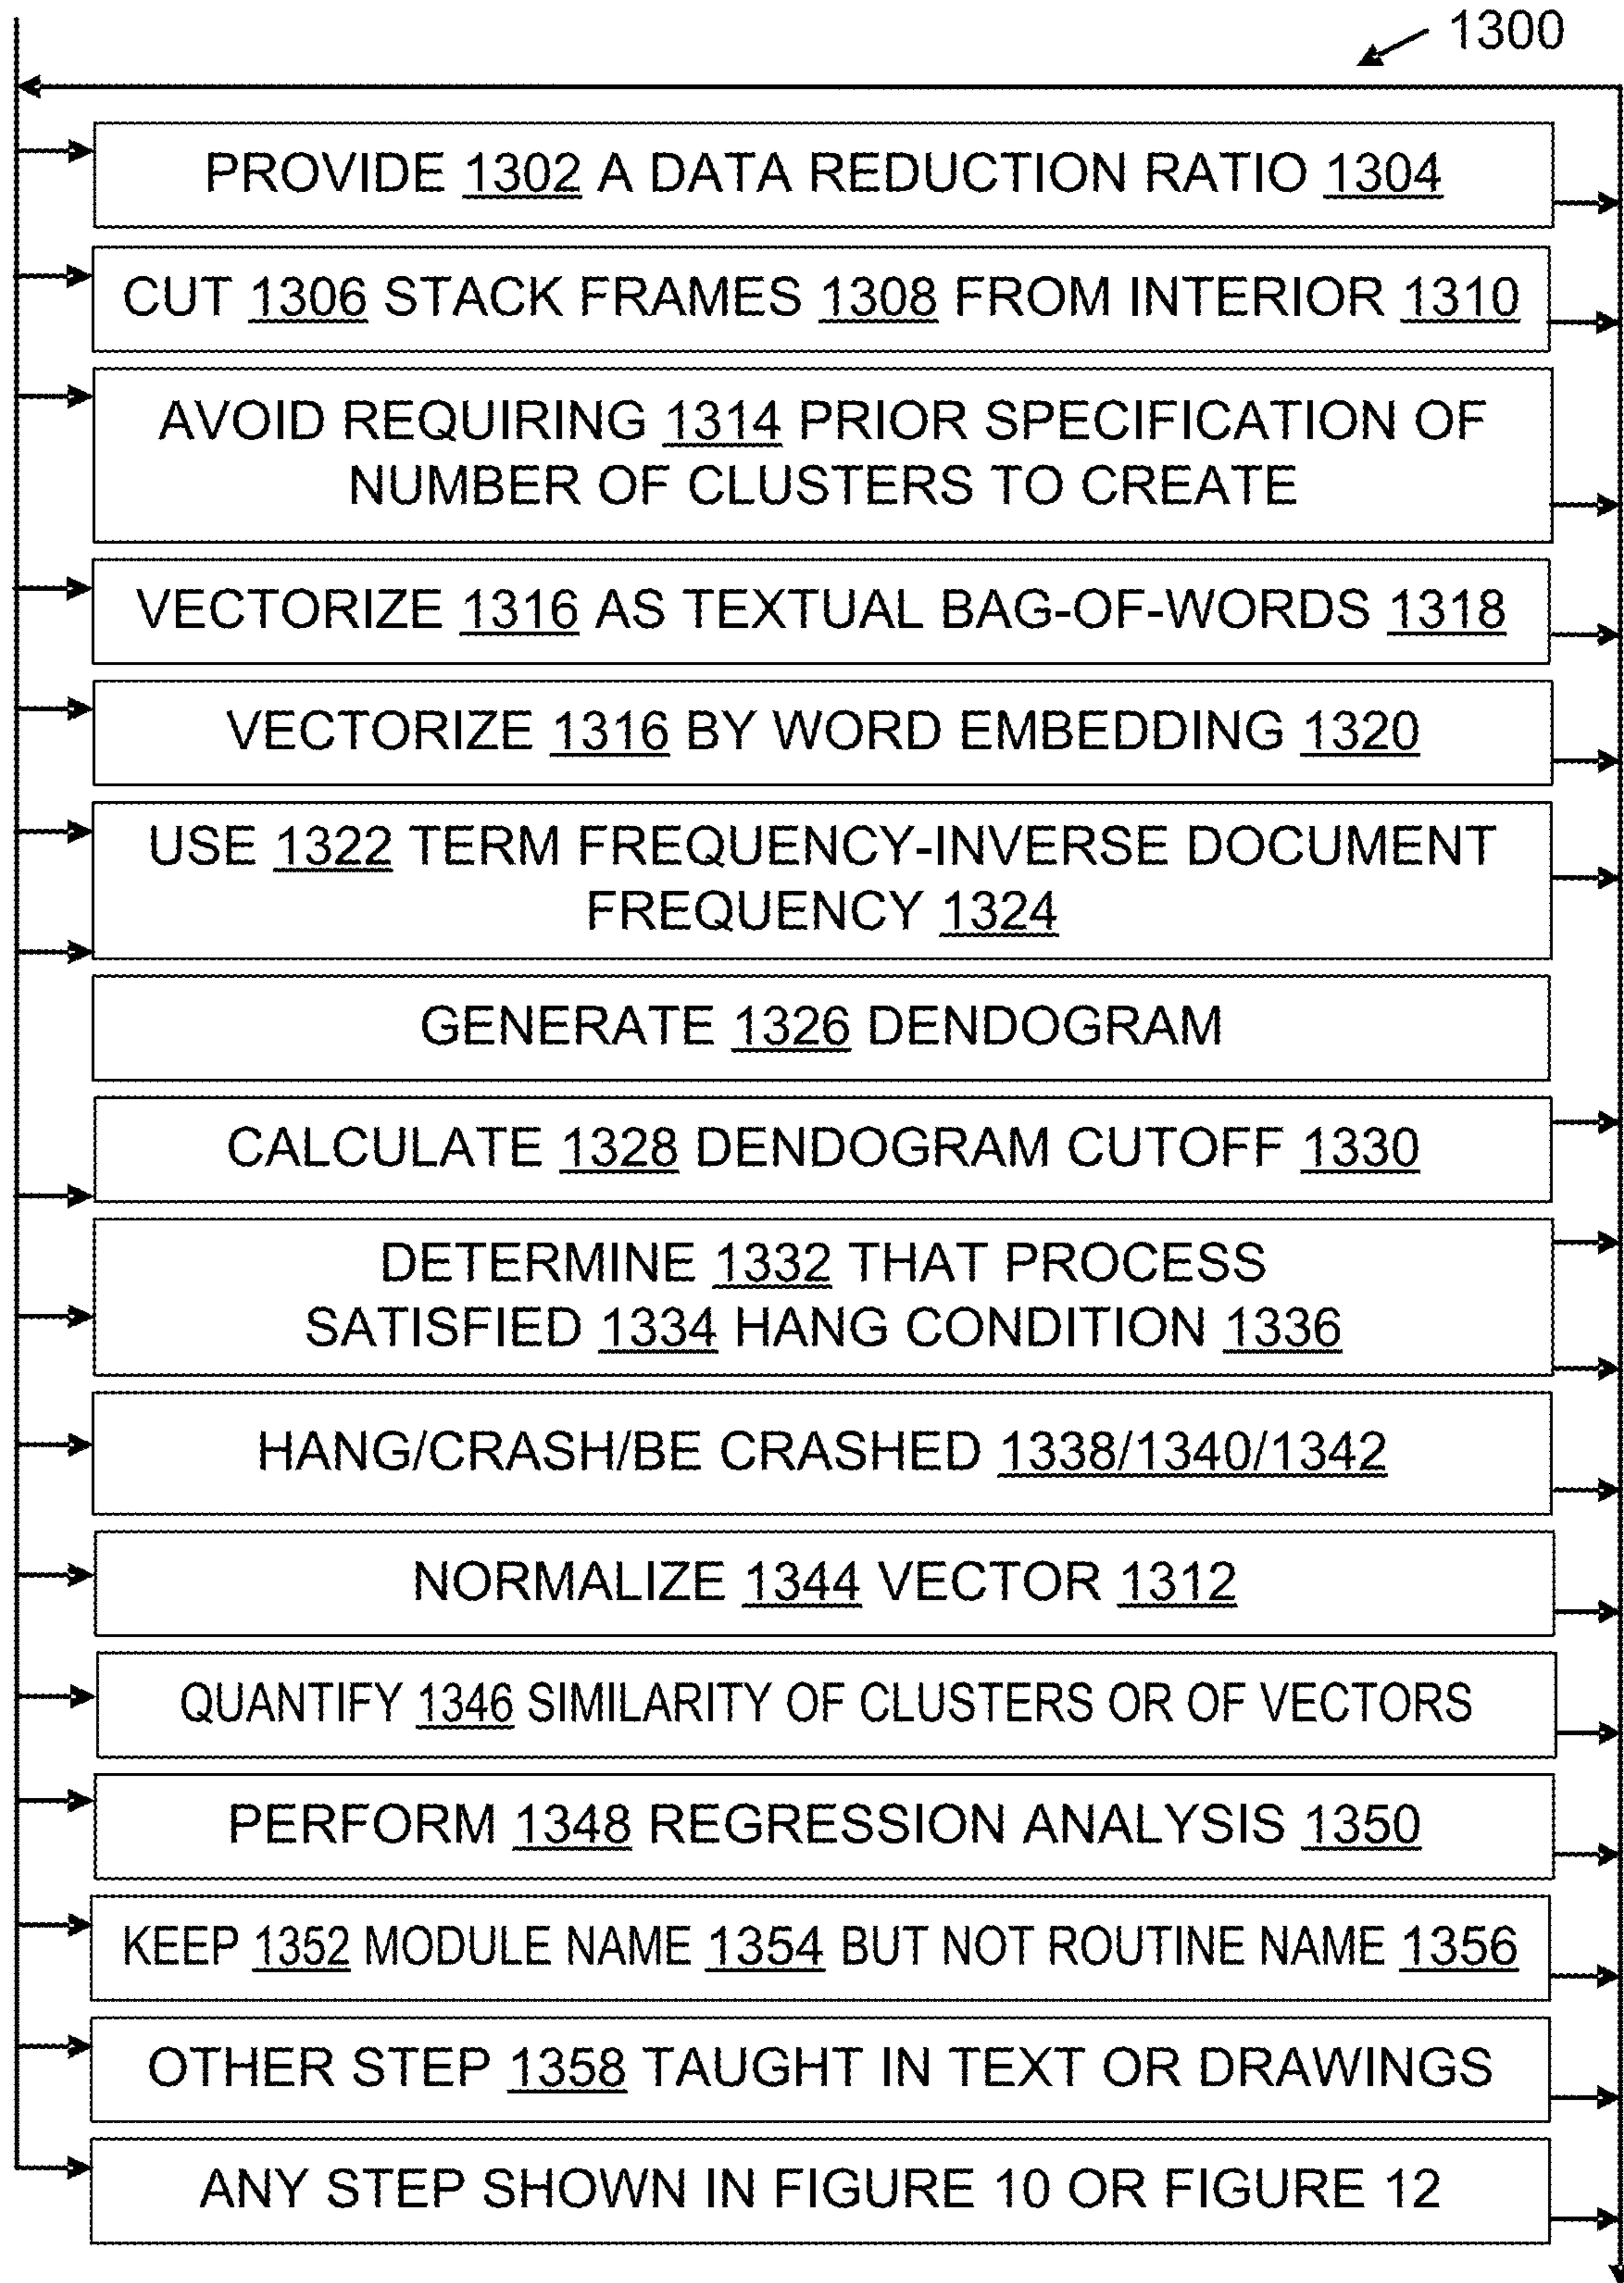 1300
PROVIDE 1302 A DATA REDUCTION RATIO 1304
CUT 1306 STACK FRAMES 1308 FROM INTERIOR 1310
AVOID REQUIRING 1314 PRIOR SPECIFICATION OF
NUMBER OF CLUSTERS TO CREATE
VECTORIZE 1316 AS TEXTUAL BAG-OF-WORDS 1318
VECTORIZE 1316 BY WORD EMBEDDING 1320
USE 1322 TERM FREQUENCY-INVERSE DOCUMENT
FREQUENCY 1324
GENERATE 1326 DENDOGRAM
CALCULATE 1328 DENDOGRAM CUTOFF 1330
DETERMINE 1332 THAT PROCESS
SATISFIED 1334 HANG CONDITION 1336
HANG/CRASH/BE CRASHED 1338/1340/1342
NORMALIZE 1344 VECTOR 1312
QUANTIFY 1346 SIMILARITY OF CLUSTERS OR OF VECTORS
PERFORM 1348 REGRESSION ANALYSIS 1350
KEEP 1352 MODULE NAME 1354 BUT NOT ROUTINE NAME 1356
OTHER STEP 1358 TAUGHT IN TEXT OR DRAWINGS
ANY STEP SHOWN IN FIGURE 10 OR FIGURE 12